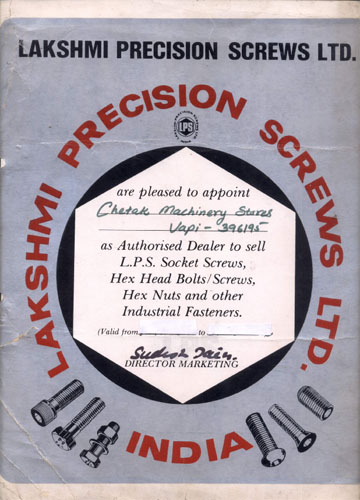 LAKSHMI PRECISION SCREWS LTD.
LAKSHMI PRECISION SCREWS LTD.
LPS
are pleased to appoint
Chetak Machinery Stores
Vapi - 396195
as Authorised Dealer to sell
L.P.S. Socket Screws,
Hex Head Bolts/Screws,
Hex Nuts and other
Industrial Fasteners.
(Valid from to )
DIRECTOR MARKETING
INDIA